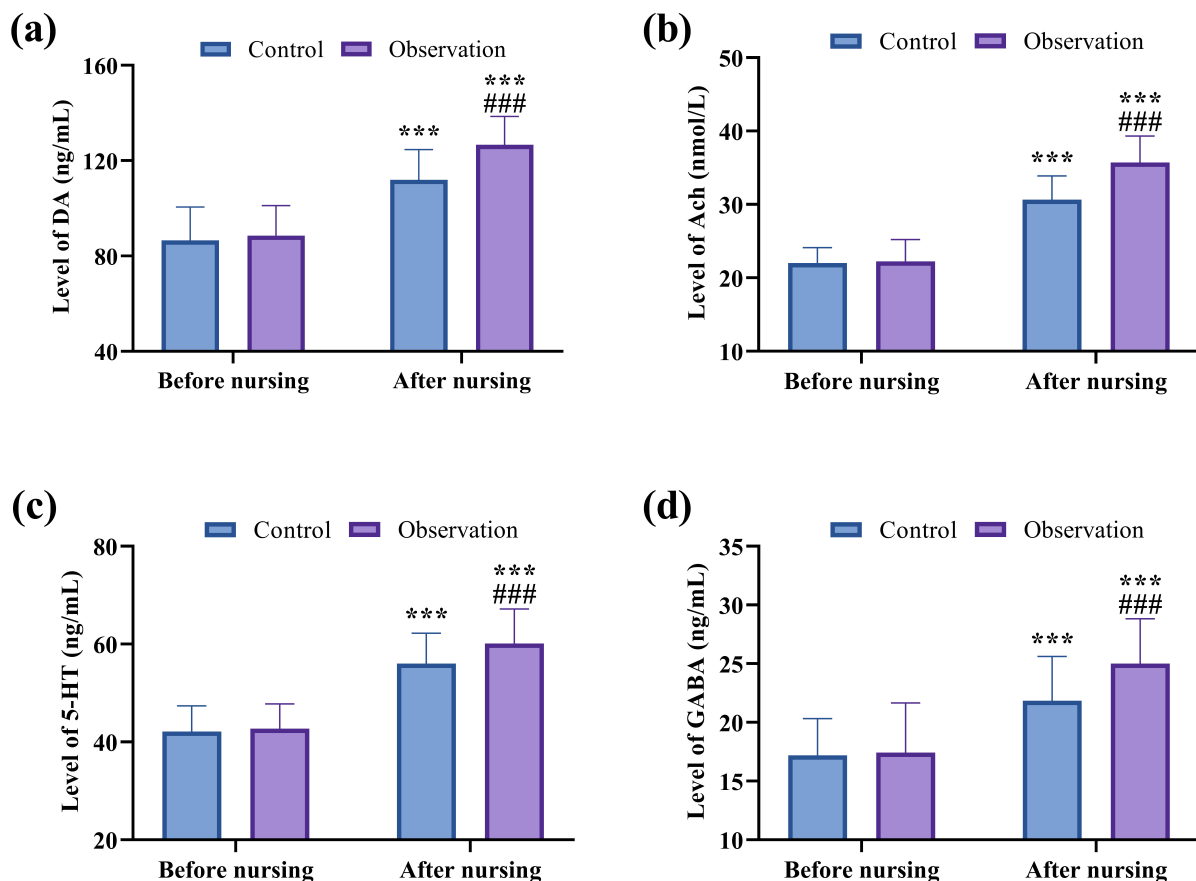 (a)
Control Observation
Level of DA (ng/mL)
160
120
80
40
***
***
###
Before nursing After nursing
(b)
Control Observation
Level of Ach (nmol/L)
50
40
30
20
10
***
***
###
Before nursing After nursing
(c)
Control Observation
Level of 5-HT (ng/mL)
80
60
40
20
***
***
###
Before nursing After nursing
(d)
Control Observation
Level of GABA (ng/mL)
35
30
25
20
15
10
***
***
###
Before nursing After nursing